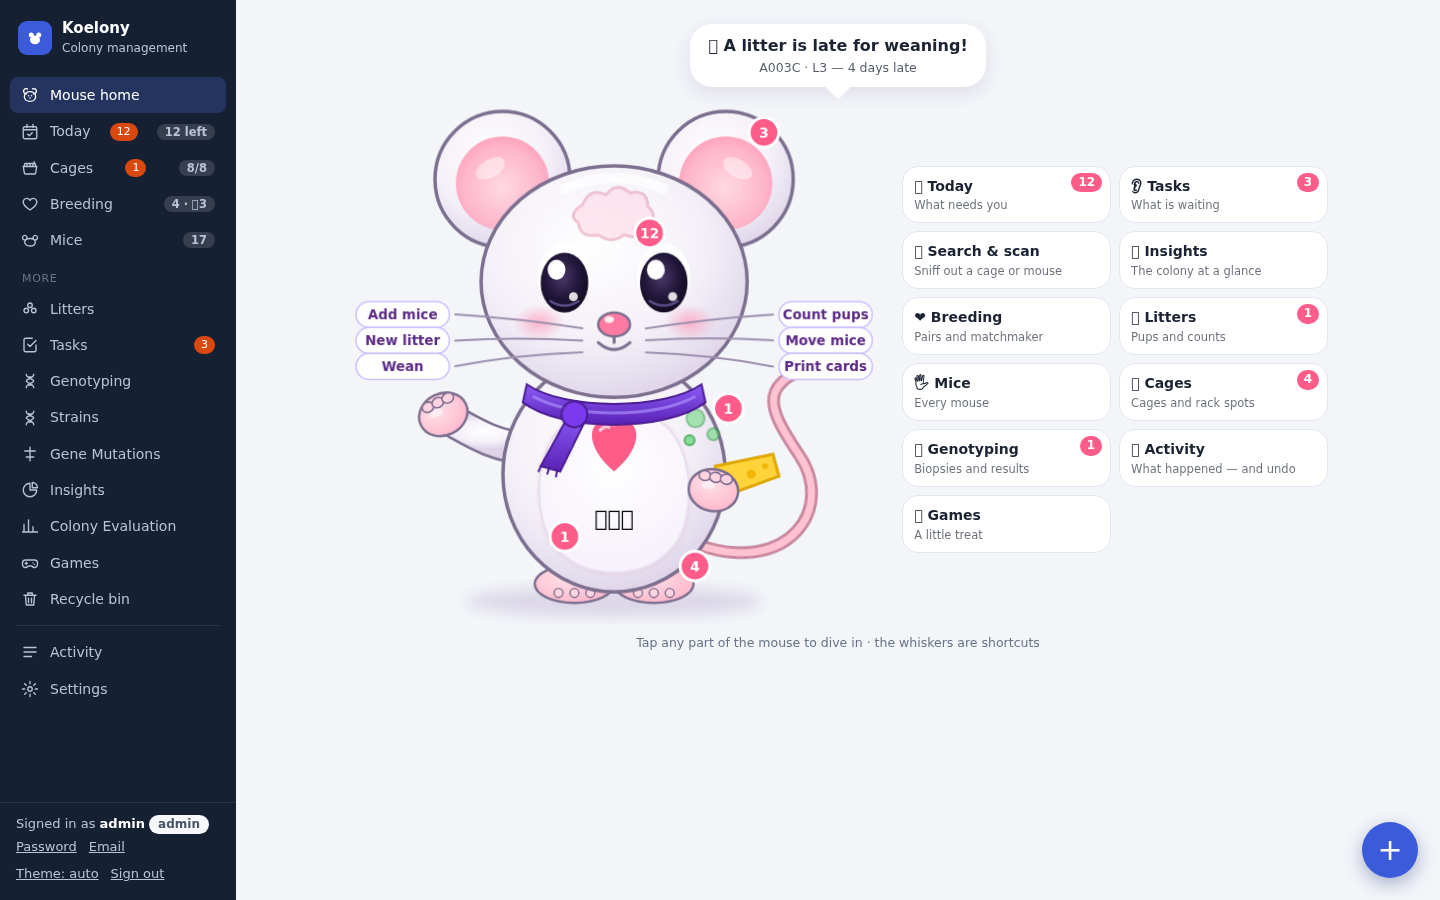 Koelony
Colony management
Mouse home
Today 12 12 left
Cages 1 8/8
Breeding 4 · 3
Mice 17
MORE
Litters
Tasks 3
Genotyping
Strains
Gene Mutations
Insights
Colony Evaluation
Games
Recycle bin
Activity
Settings
Signed in as admin admin
Password Email
Theme: auto Sign out
A litter is late for weaning!
A003C · L3 — 4 days late
3
12
Add mice
New litter
Wean
Count pups
Move mice
Print cards
1
1
4
Today 12
What needs you
Tasks 3
What is waiting
Search & scan
Sniff out a cage or mouse
Insights
The colony at a glance
Breeding
Pairs and matchmaker
Litters 1
Pups and counts
Mice
Every mouse
Cages 4
Cages and rack spots
Genotyping 1
Biopsies and results
Activity
What happened — and undo
Games
A little treat
Tap any part of the mouse to dive in · the whiskers are shortcuts
+